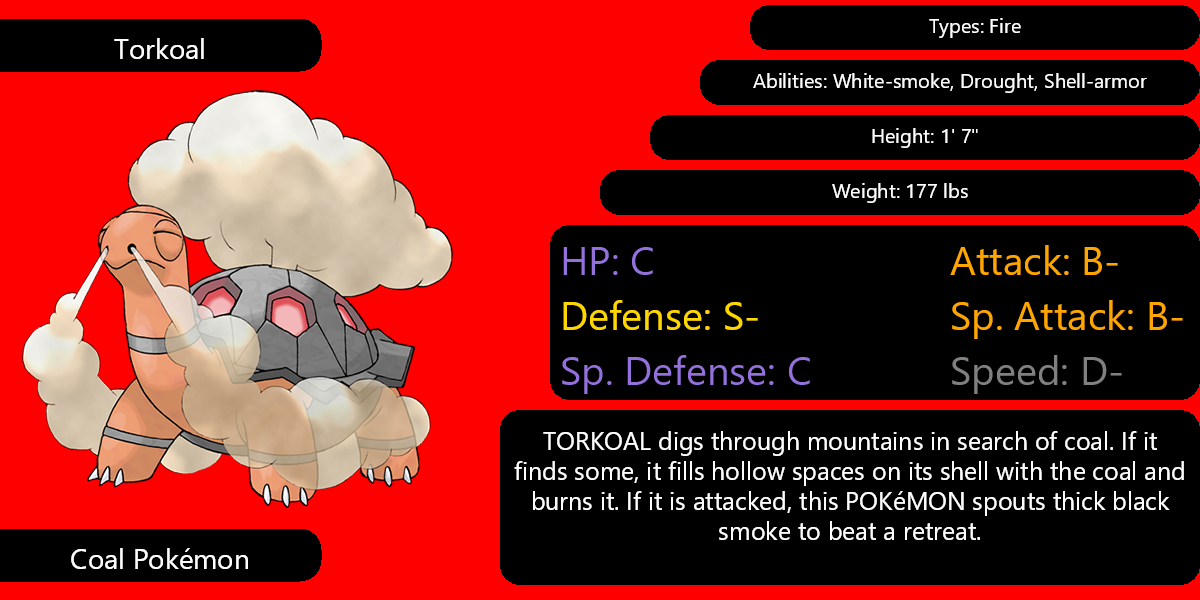 Torkoal
Types: Fire
Abilities: White-smoke, Drought, Shell-armor
Height: 1' 7"
Weight: 177 lbs
HP: C
Attack: B-
Defense: S-
Sp. Attack: B-
Sp. Defense: C
Speed: D-
TORKOAL digs through mountains in search of coal. If it
finds some, it fills hollow spaces on its shell with the coal and
burns it. If it is attacked, this POKéMON spouts thick black
smoke to beat a retreat.
Coal Pokémon